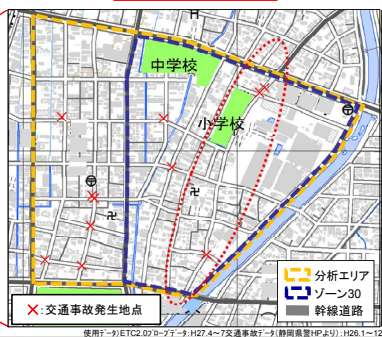 中学校
小学校
分析エリア
ゾーン30
幹線道路
×:交通事故発生地点
使用データ)ETC2.0プローブデータ:H27.4~7交通事故データ(静岡県警HPより):H26.1~12